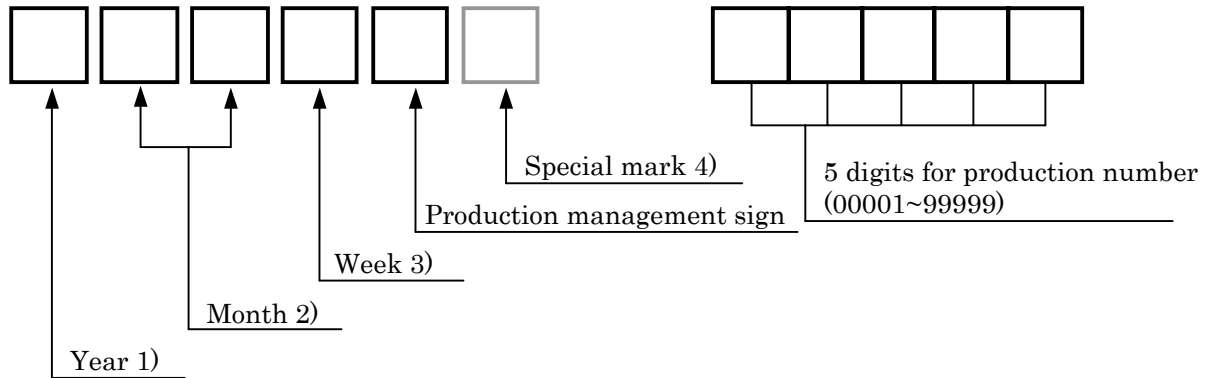 Special mark 4)
5 digits for production number
(00001~99999)
Production management sign
Week 3)
Month 2)
Year 1)